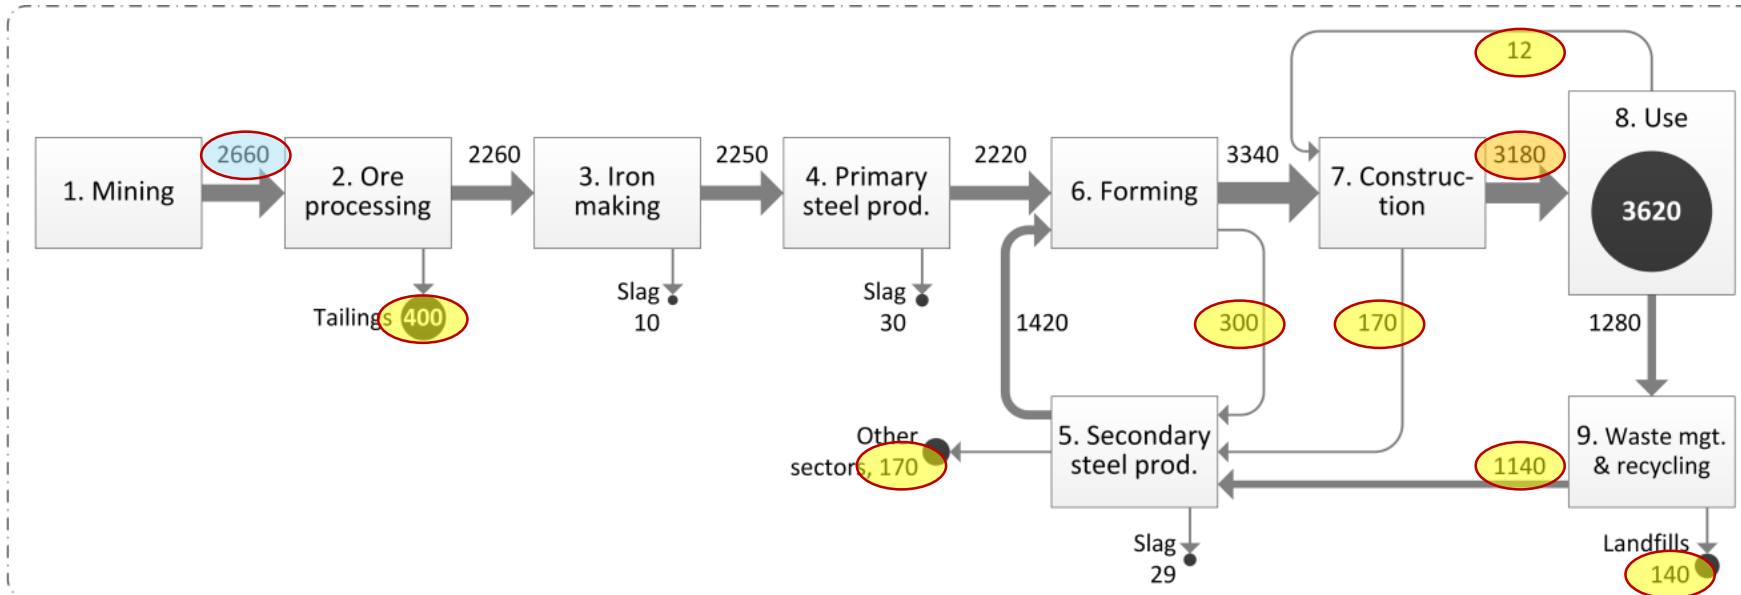 12
8. Use
2660
2260
2250
2220
3340
3180
1. Mining
2. Ore
processing
3. Iron
making
4. Primary
steel prod.
6. Forming
7. Construc-
tion
3620
Tailings 400
Slag
10
Slag
30
1420
300
170
1280
Other
sectors, 170
5. Secondary
steel prod.
1140
9. Waste mgt.
& recycling
Slag
29
Landfills
140